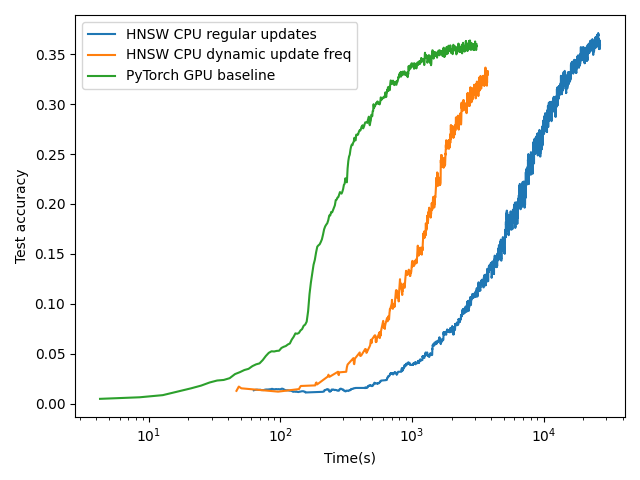 HNSW CPU regular updates
HNSW CPU dynamic update freq
PyTorch GPU baseline
0.35
0.30
0.25
0.20
0.15
0.10
0.05
0.00
Test accuracy
10¹ 10² 10³ 10⁴
Time(s)